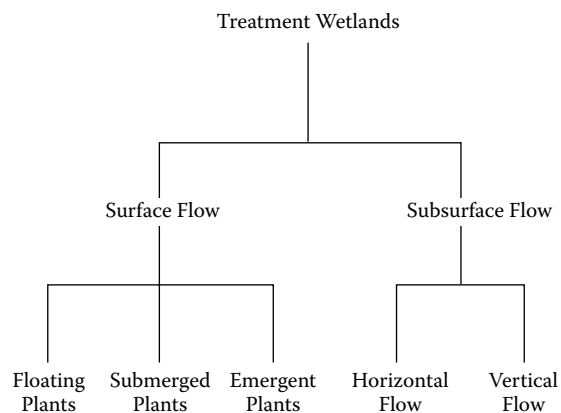 Treatment Wetlands
Surface Flow
Subsurface Flow
Floating
Plants
Submerged
Plants
Emergent
Plants
Horizontal
Flow
Vertical
Flow